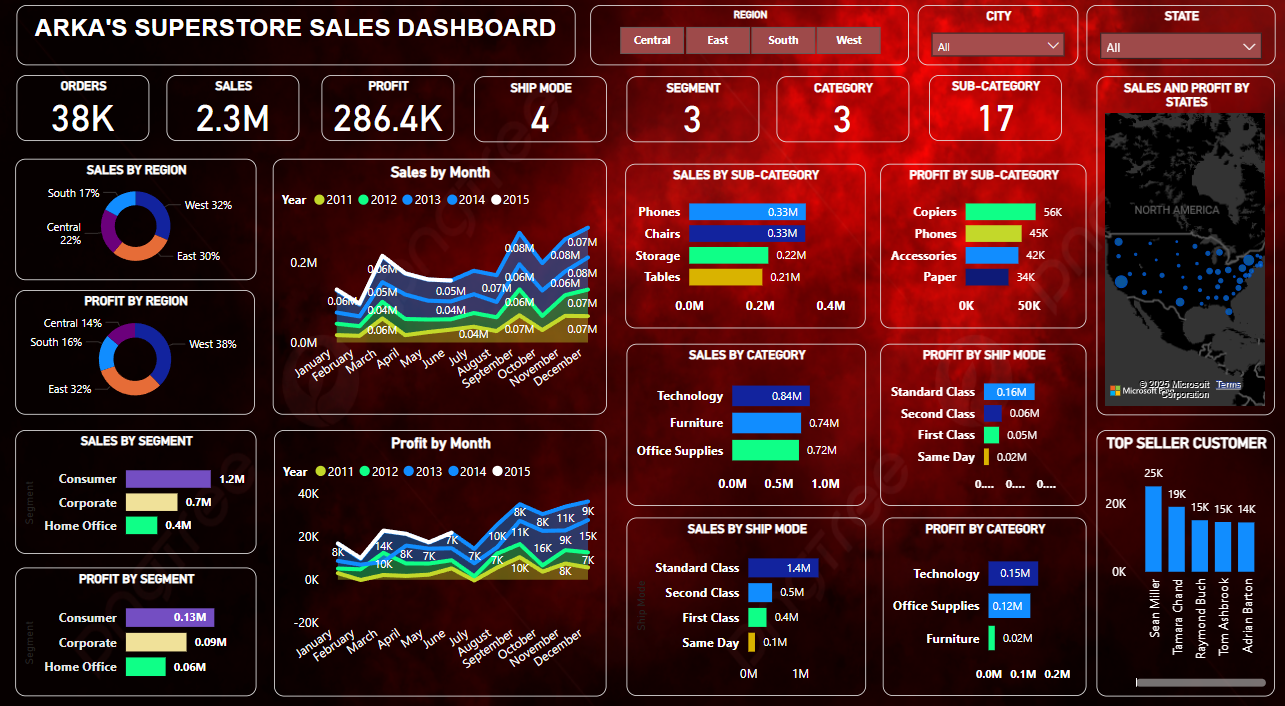 ARKA'S SUPERSTORE SALES DASHBOARD
REGION
Central East South West
CITY
All
STATE
All
ORDERS
38K
SALES
2.3M
PROFIT
286.4K
SHIP MODE
4
SEGMENT
3
CATEGORY
3
SUB-CATEGORY
17
SALES AND PROFIT BY
STATES
NORTH AMERICA
© 2025 Microsoft
Corporation
Terms
SALES BY REGION
South 17%
West 32%
Central
22%
East 30%
PROFIT BY REGION
Central 14%
South 16%
West 38%
East 32%
SALES BY SEGMENT
Segment
Consumer 1.2M
Corporate 0.7M
Home Office 0.4M
PROFIT BY SEGMENT
Segment
Consumer 0.13M
Corporate 0.09M
Home Office 0.06M
Sales by Month
Year 2011 2012 2013 2014 2015
0.2M
0.0M
0.06M
0.06M
0.05M
0.04M
0.06M
0.05M
0.04M
0.04M
0.07M
0.08M
0.06M
0.06M
0.07M
0.07M
0.08M
0.08M
0.06M
0.07M
0.07M
January
February
March
April
May
June
July
August
September
October
November
December
Profit by Month
Year 2011 2012 2013 2014 2015
40K
20K
0K
-20K
8K
14K
10K
8K
7K
7K
7K
10K
7K
8K
11K
10K
8K
16K
11K
9K
8K
9K
15K
7K
January
February
March
April
May
June
July
August
September
October
November
December
SALES BY SUB-CATEGORY
Phones 0.33M
Chairs 0.33M
Storage 0.22M
Tables 0.21M
0.0M 0.2M 0.4M
PROFIT BY SUB-CATEGORY
Copiers 56K
Phones 45K
Accessories 42K
Paper 34K
0K 50K
SALES BY CATEGORY
Technology 0.84M
Furniture 0.74M
Office Supplies 0.72M
0.0M 0.5M 1.0M
PROFIT BY SHIP MODE
Standard Class 0.16M
Second Class 0.06M
First Class 0.05M
Same Day 0.02M
0.... 0.... 0....
SALES BY SHIP MODE
Ship Mode
Standard Class 1.4M
Second Class 0.5M
First Class 0.4M
Same Day 0.1M
0M 1M
PROFIT BY CATEGORY
Technology 0.15M
Office Supplies 0.12M
Furniture 0.02M
0.0M 0.1M 0.2M
TOP SELLER CUSTOMER
20K
0K
25K
19K
15K
15K
14K
Sean Miller
Tamara Chand
Raymond Buch
Tom Ashbrook
Adrian Barton